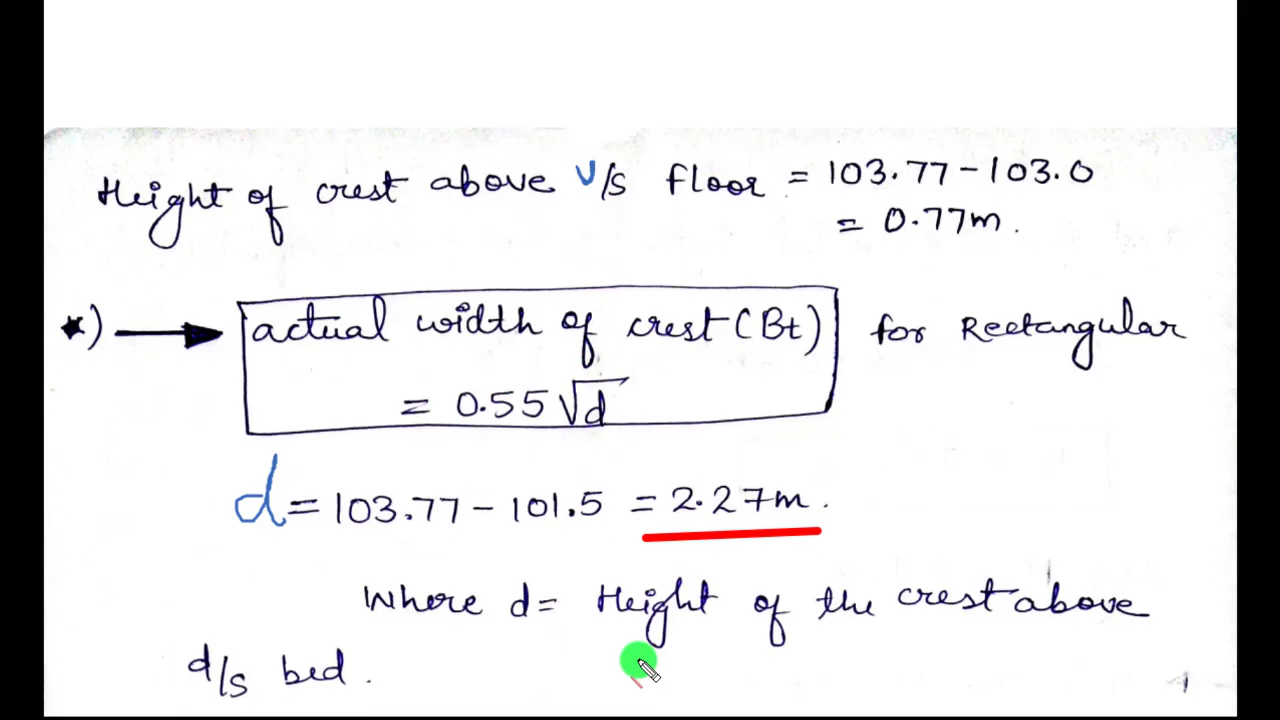 Height of crest above U/s floor = 103.77 - 103.0
= 0.77m.
*) → actual width of crest (Bt) for Rectangular
= 0.55 √d
d = 103.77 - 101.5 = 2.27m.
Where d = Height of the crest above
d/s bed.